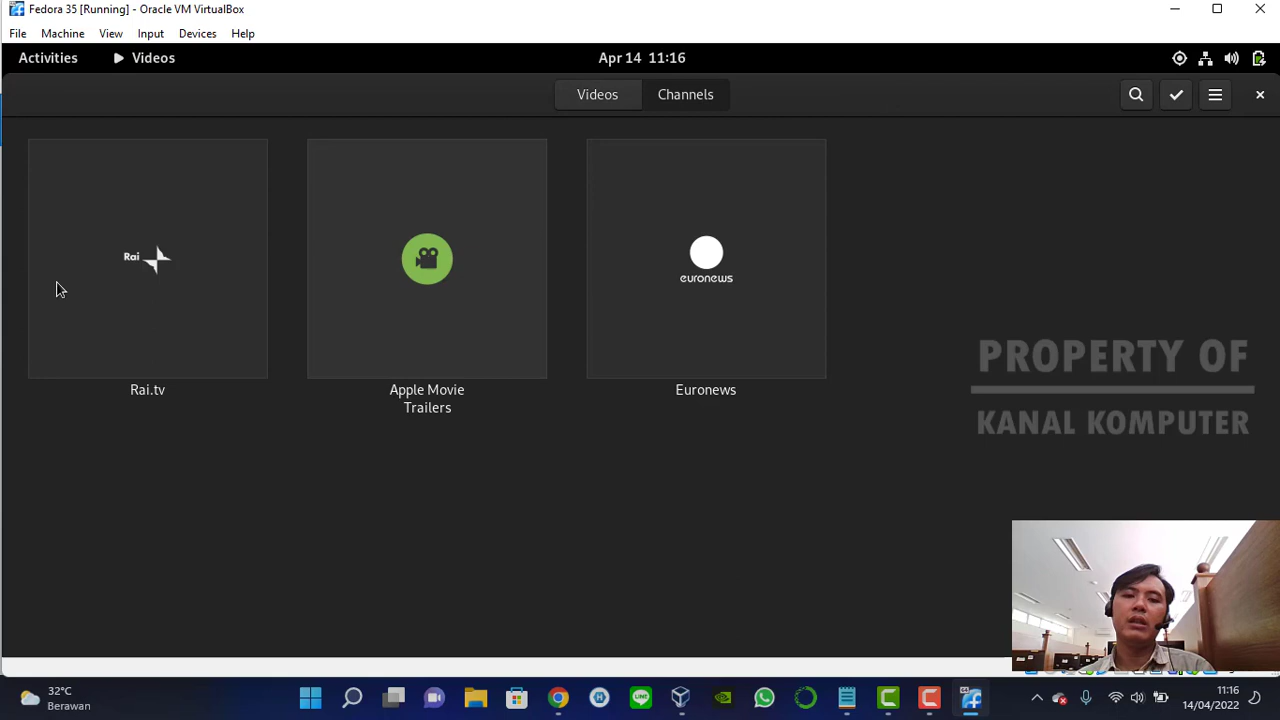 Fedora 35 [Running] - Oracle VM VirtualBox
File Machine View Input Devices Help
Activities Videos Apr 14 11:16
Videos Channels
Rai
euronews
Rai.tv
Apple Movie
Trailers
Euronews
PROPERTY OF
KANAL KOMPUTER
32°C
Berawan
11:16
14/04/2022